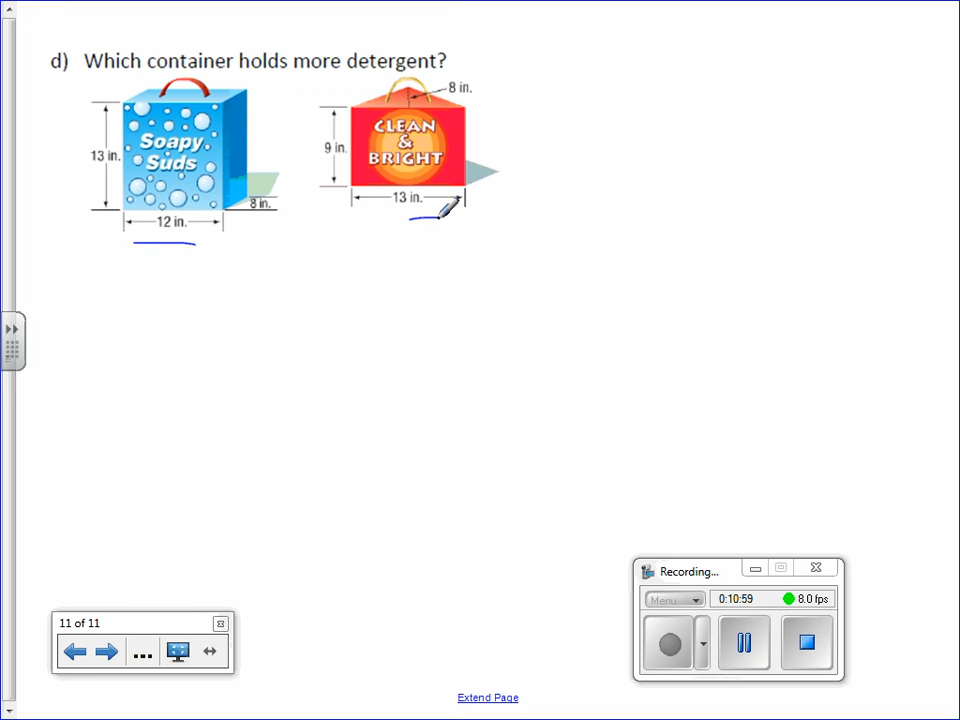 d) Which container holds more detergent?
8 in.
CLEAN
&
BRIGHT
Soapy
Suds
13 in.
9 in.
8 in.
13 in.
12 in.
Recording...
Menu
0:10:59
8.0 fps
11 of 11
...
Extend Page